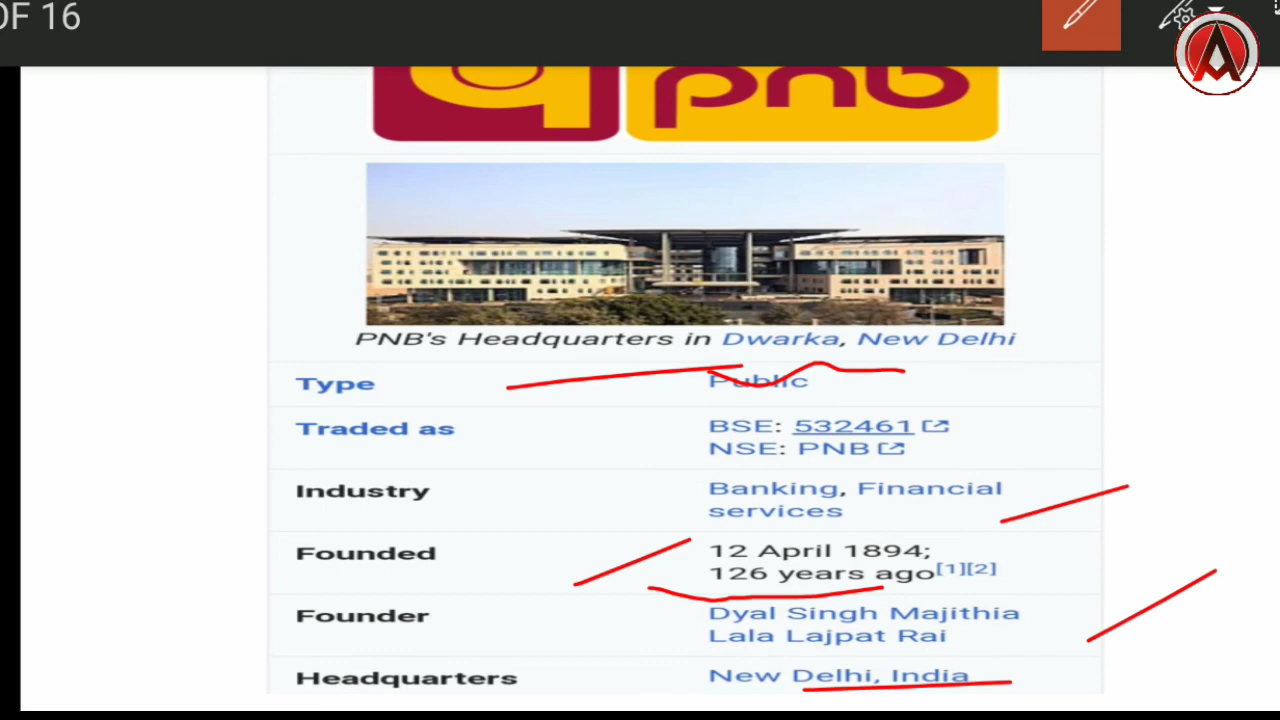 OF 16
pnb
PNB's Headquarters in Dwarka, New Delhi
Type Public
Traded as BSE: 532461
NSE: PNB
Industry Banking, Financial
services
Founded 12 April 1894;
126 years ago[1][2]
Founder Dyal Singh Majithia
Lala Lajpat Rai
Headquarters New Delhi, India